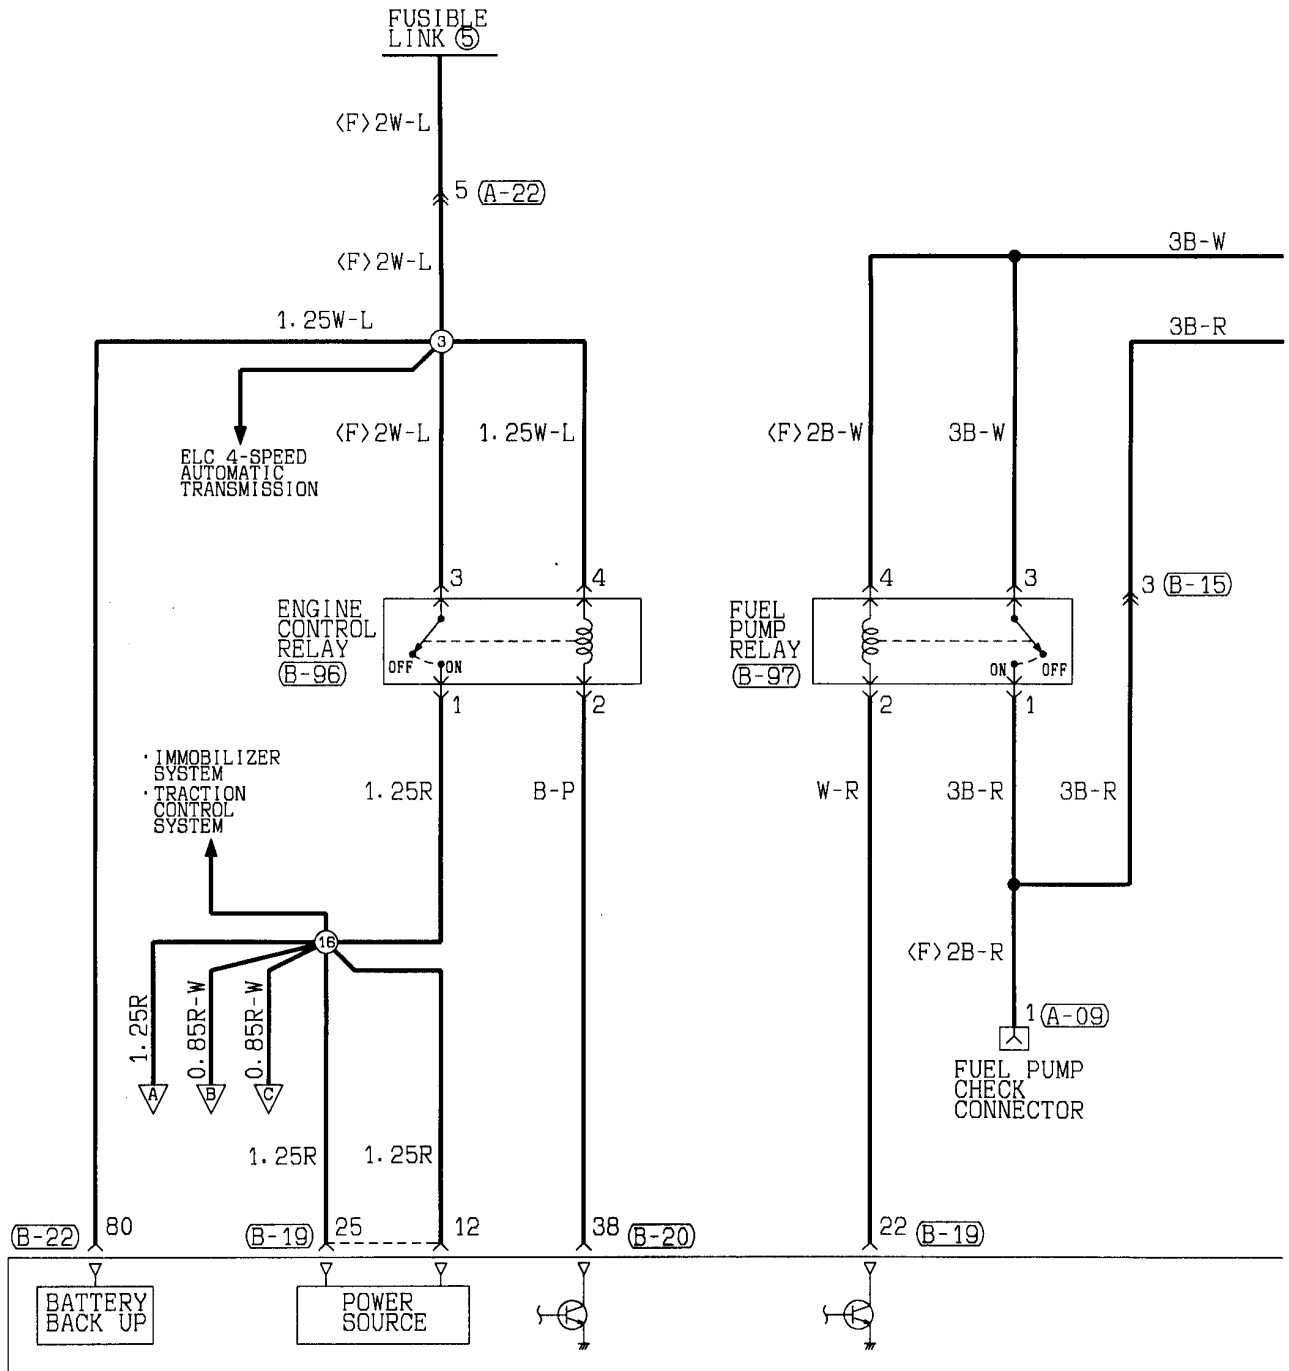 FUSIBLE
LINK ⑤
<F>2W-L
5 (A-22)
<F>2W-L
3B-W
1.25W-L
3
3B-R
<F>2W-L
1.25W-L
<F>2B-W
3B-W
ELC 4-SPEED
AUTOMATIC
TRANSMISSION
3
4
4
3
3 (B-15)
ENGINE
CONTROL
RELAY
(B-96)
OFF
ON
FUEL
PUMP
RELAY
(B-97)
ON
OFF
1
2
2
1
・IMMOBILIZER
SYSTEM
・TRACTION
CONTROL
SYSTEM
1.25R
B-P
W-R
3B-R
3B-R
16
<F>2B-R
1.25R
0.85R-W
0.85R-W
1 (A-09)
A
B
C
FUEL PUMP
CHECK
CONNECTOR
1.25R
1.25R
(B-22) 80
(B-19) 25
12
38 (B-20)
22 (B-19)
BATTERY
BACK UP
POWER
SOURCE